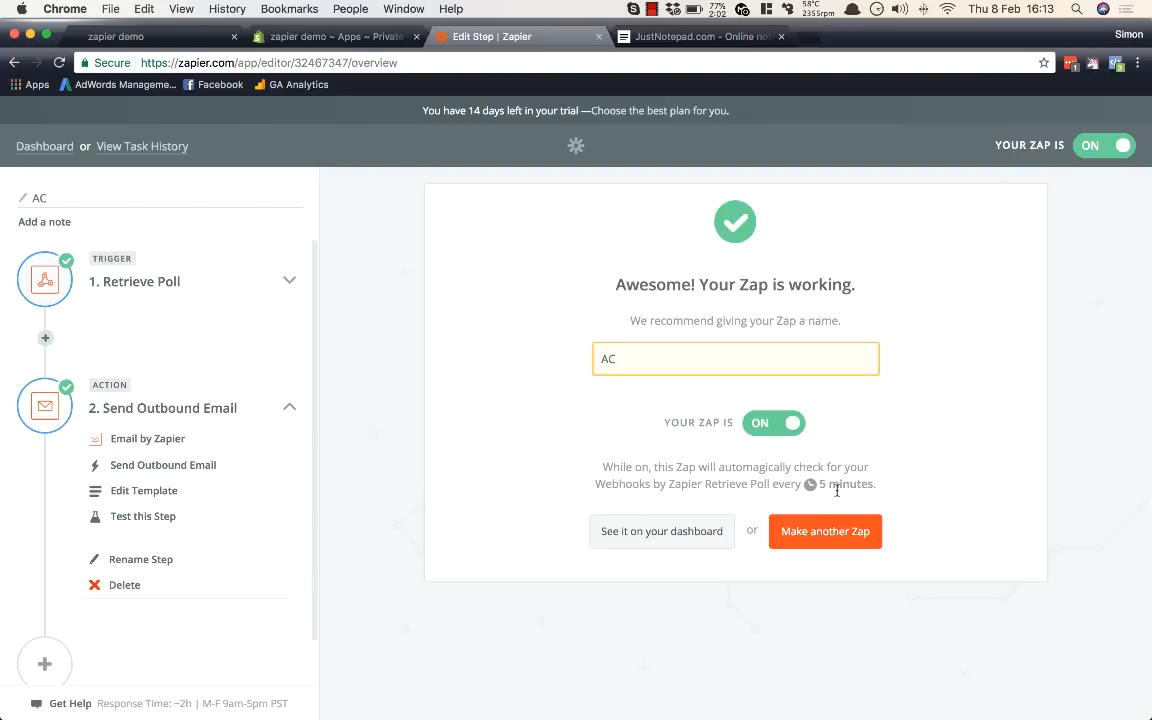 Chrome File Edit View History Bookmarks People Window Help
77% 2:02 58°C 2355rpm Thu 8 Feb 16:13
zapier demo
zapier demo ~ Apps ~ Private
Edit Step | Zapier
JustNotepad.com - Online no
Simon
Secure https://zapier.com/app/editor/32467347/overview
Apps AdWords Manageme... Facebook GA Analytics
You have 14 days left in your trial —Choose the best plan for you.
Dashboard or View Task History
YOUR ZAP IS ON
AC
Add a note
TRIGGER
1. Retrieve Poll
ACTION
2. Send Outbound Email
Email by Zapier
Send Outbound Email
Edit Template
Test this Step
Rename Step
Delete
Get Help Response Time: ~2h | M-F 9am-5pm PST
Awesome! Your Zap is working.
We recommend giving your Zap a name.
AC
YOUR ZAP IS ON
While on, this Zap will automagically check for your
Webhooks by Zapier Retrieve Poll every 5 minutes.
See it on your dashboard or Make another Zap